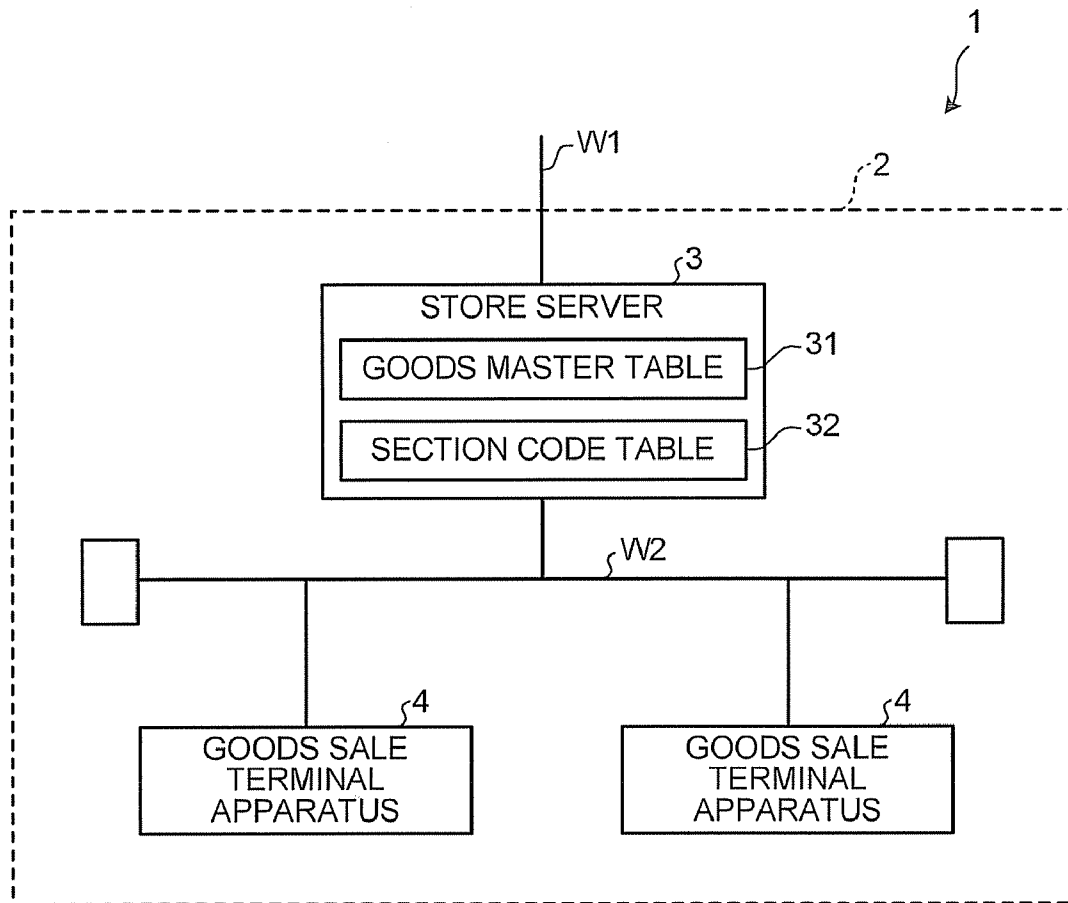 1
W1
2
3
STORE SERVER
GOODS MASTER TABLE
31
SECTION CODE TABLE
32
W2
4
GOODS SALE
TERMINAL
APPARATUS
4
GOODS SALE
TERMINAL
APPARATUS